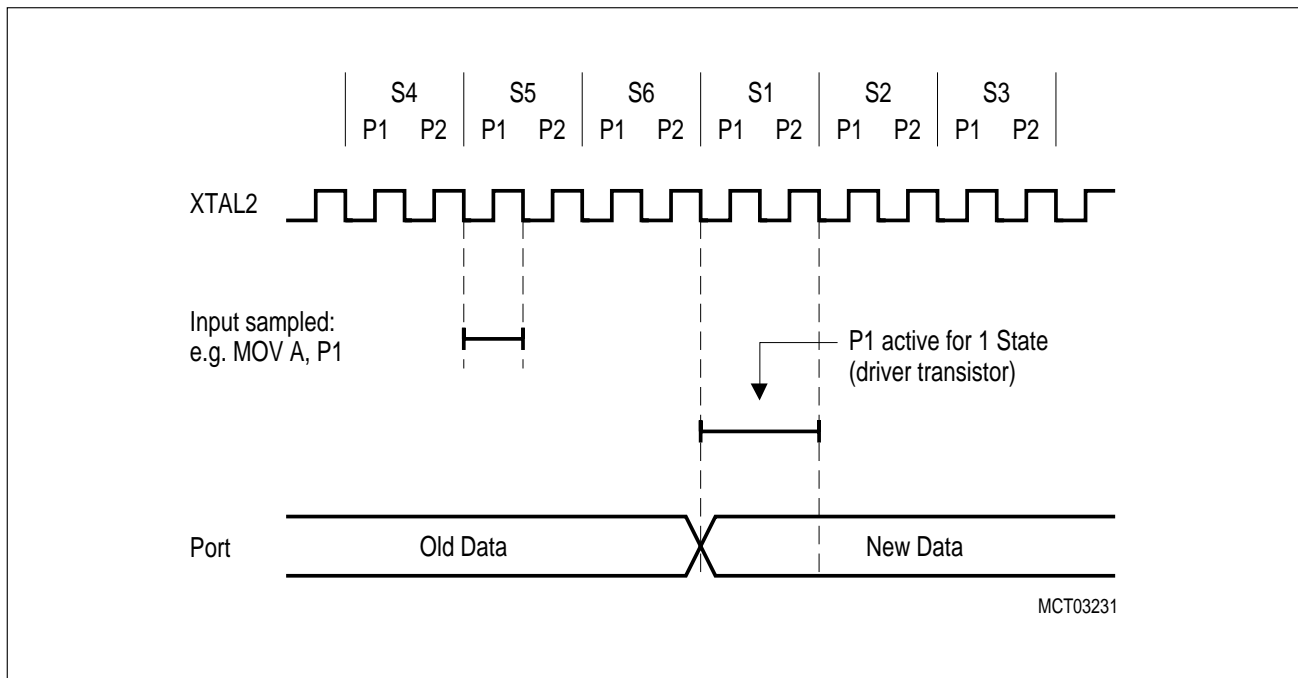 S4 S5 S6 S1 S2 S3
P1 P2 P1 P2 P1 P2 P1 P2 P1 P2 P1 P2
XTAL2
Input sampled:
e.g. MOV A, P1
P1 active for 1 State
(driver transistor)
Port Old Data New Data
MCT03231